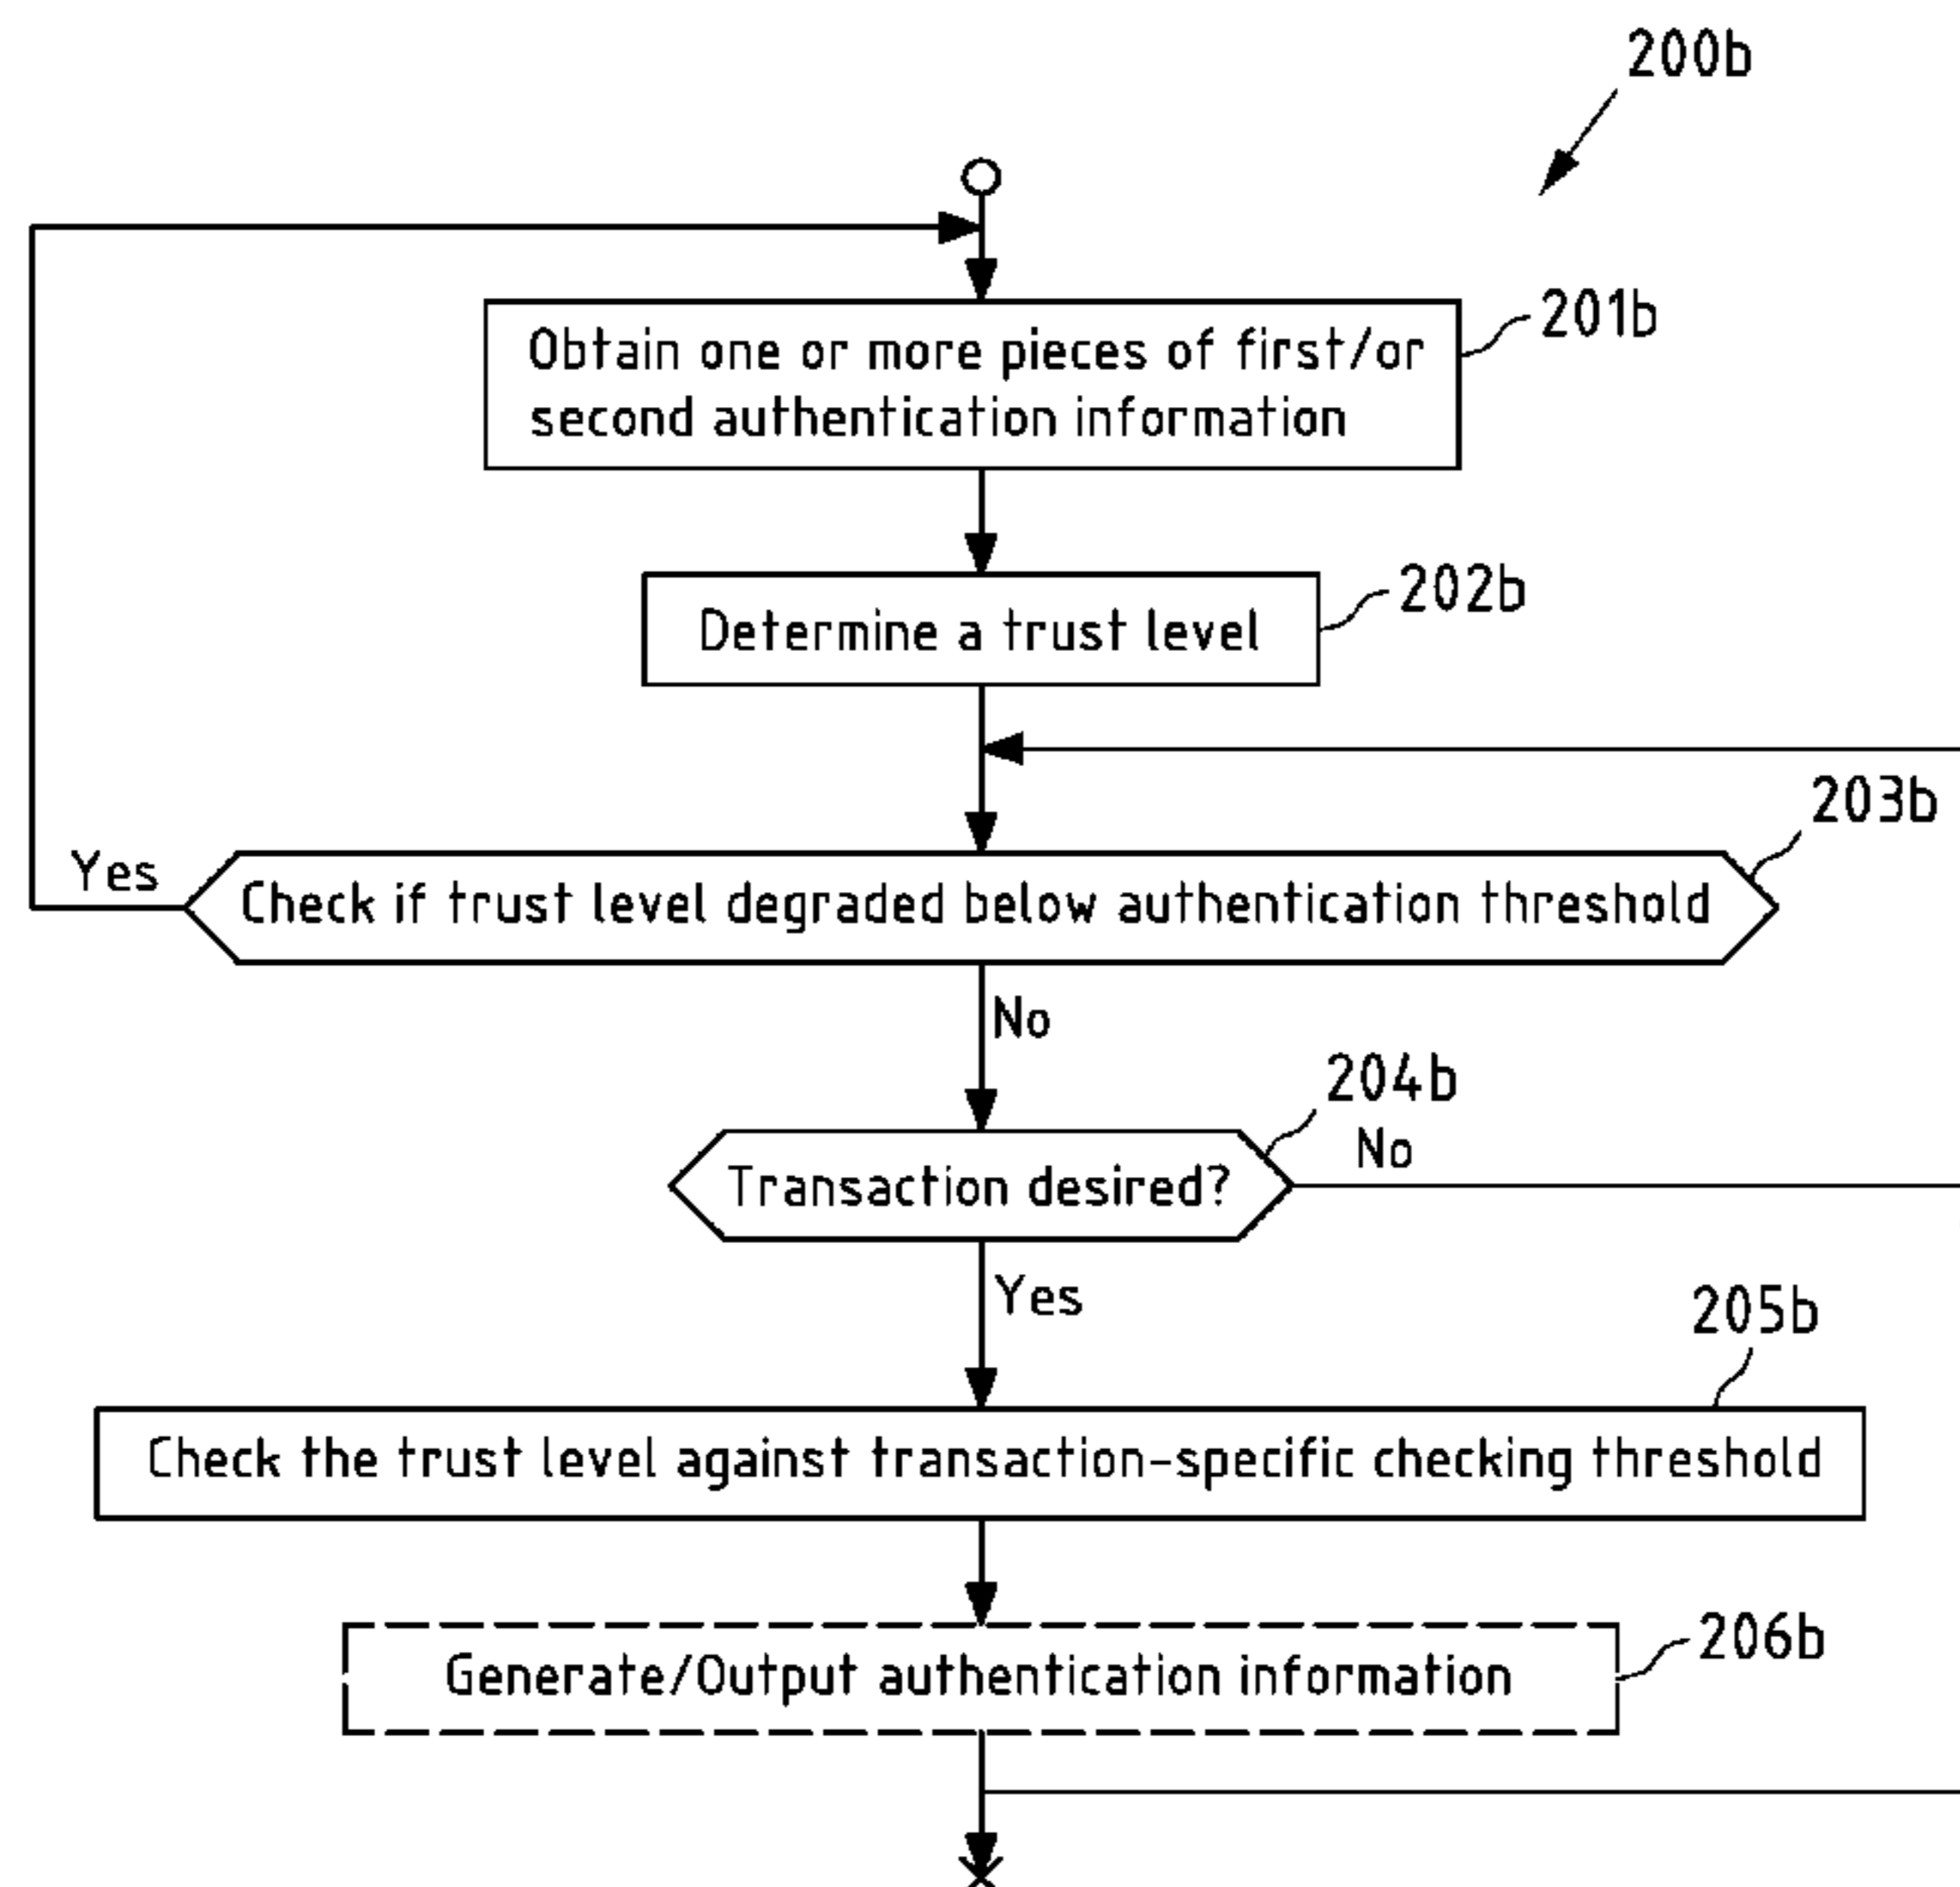 200b
Obtain one or more pieces of first/or
second authentication information
201b
Determine a trust level
202b
203b
Yes
Check if trust level degraded below authentication threshold
No
204b
No
Transaction desired?
Yes
205b
Check the trust level against transaction-specific checking threshold
Generate/Output authentication information
206b